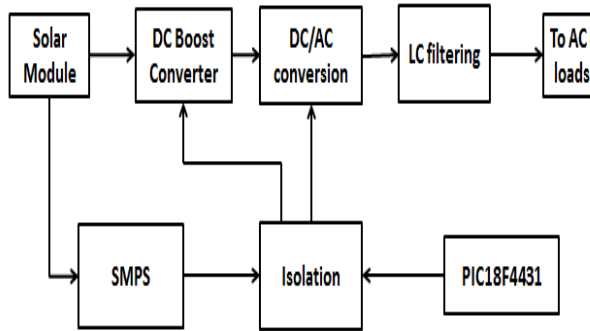 Solar
Module
DC Boost
Converter
DC/AC
conversion
LC filtering
To AC
loads
SMPS
Isolation
PIC18F4431